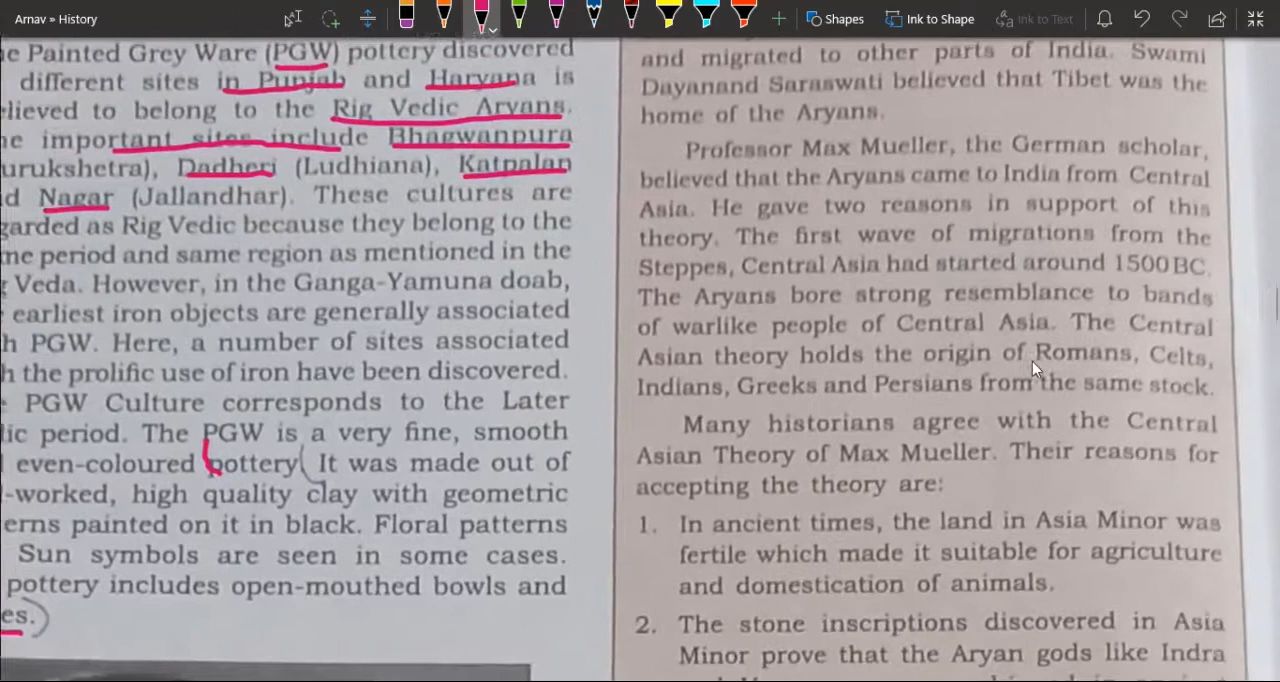 Arnav » History
Shapes
Ink to Shape
Ink to Text
e Painted Grey Ware (PGW) pottery discovered
different sites in Punjab and Haryana is
lieved to belong to the Rig Vedic Aryans.
e important sites include Bhagwanpura
urukshetra), Dadheri (Ludhiana), Katpalan
d Nagar (Jallandhar). These cultures are
garded as Rig Vedic because they belong to the
me period and same region as mentioned in the
Veda. However, in the Ganga-Yamuna doab,
earliest iron objects are generally associated
h PGW. Here, a number of sites associated
h the prolific use of iron have been discovered.
PGW Culture corresponds to the Later
lic period. The PGW is a very fine, smooth
even-coloured pottery. It was made out of
-worked, high quality clay with geometric
erns painted on it in black. Floral patterns
Sun symbols are seen in some cases.
pottery includes open-mouthed bowls and
es.
and migrated to other parts of India. Swami
Dayanand Saraswati believed that Tibet was the
home of the Aryans.
Professor Max Mueller, the German scholar,
believed that the Aryans came to India from Central
Asia. He gave two reasons in support of this
theory. The first wave of migrations from the
Steppes, Central Asia had started around 1500 BC.
The Aryans bore strong resemblance to bands
of warlike people of Central Asia. The Central
Asian theory holds the origin of Romans, Celts,
Indians, Greeks and Persians from the same stock.
Many historians agree with the Central
Asian Theory of Max Mueller. Their reasons for
accepting the theory are:
1. In ancient times, the land in Asia Minor was
fertile which made it suitable for agriculture
and domestication of animals.
2. The stone inscriptions discovered in Asia
Minor prove that the Aryan gods like Indra